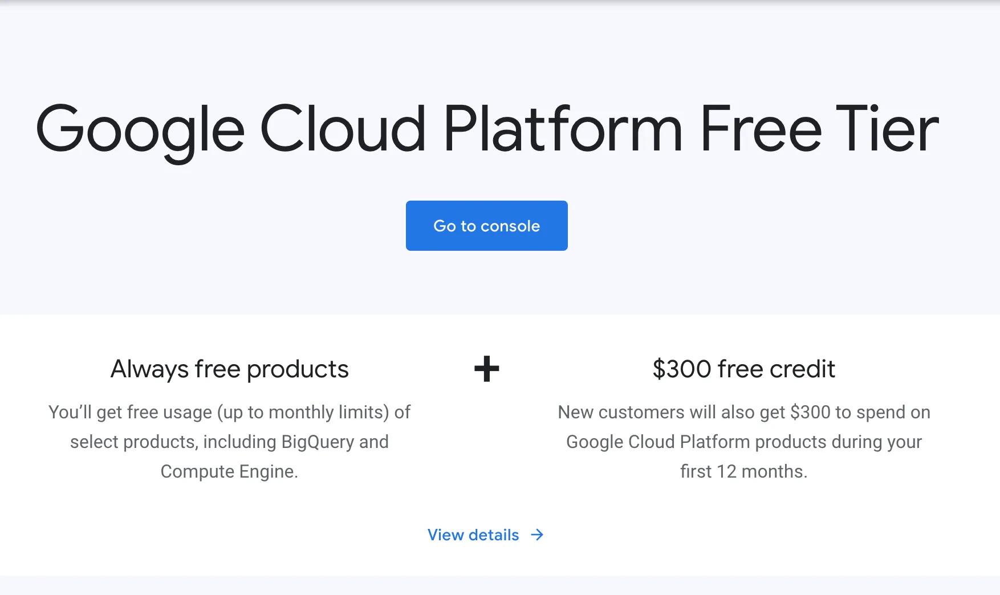 Google Cloud Platform Free Tier
Go to console
Always free products
You’ll get free usage (up to monthly limits) of
select products, including BigQuery and
Compute Engine.
+
$300 free credit
New customers will also get $300 to spend on
Google Cloud Platform products during your
first 12 months.
View details →